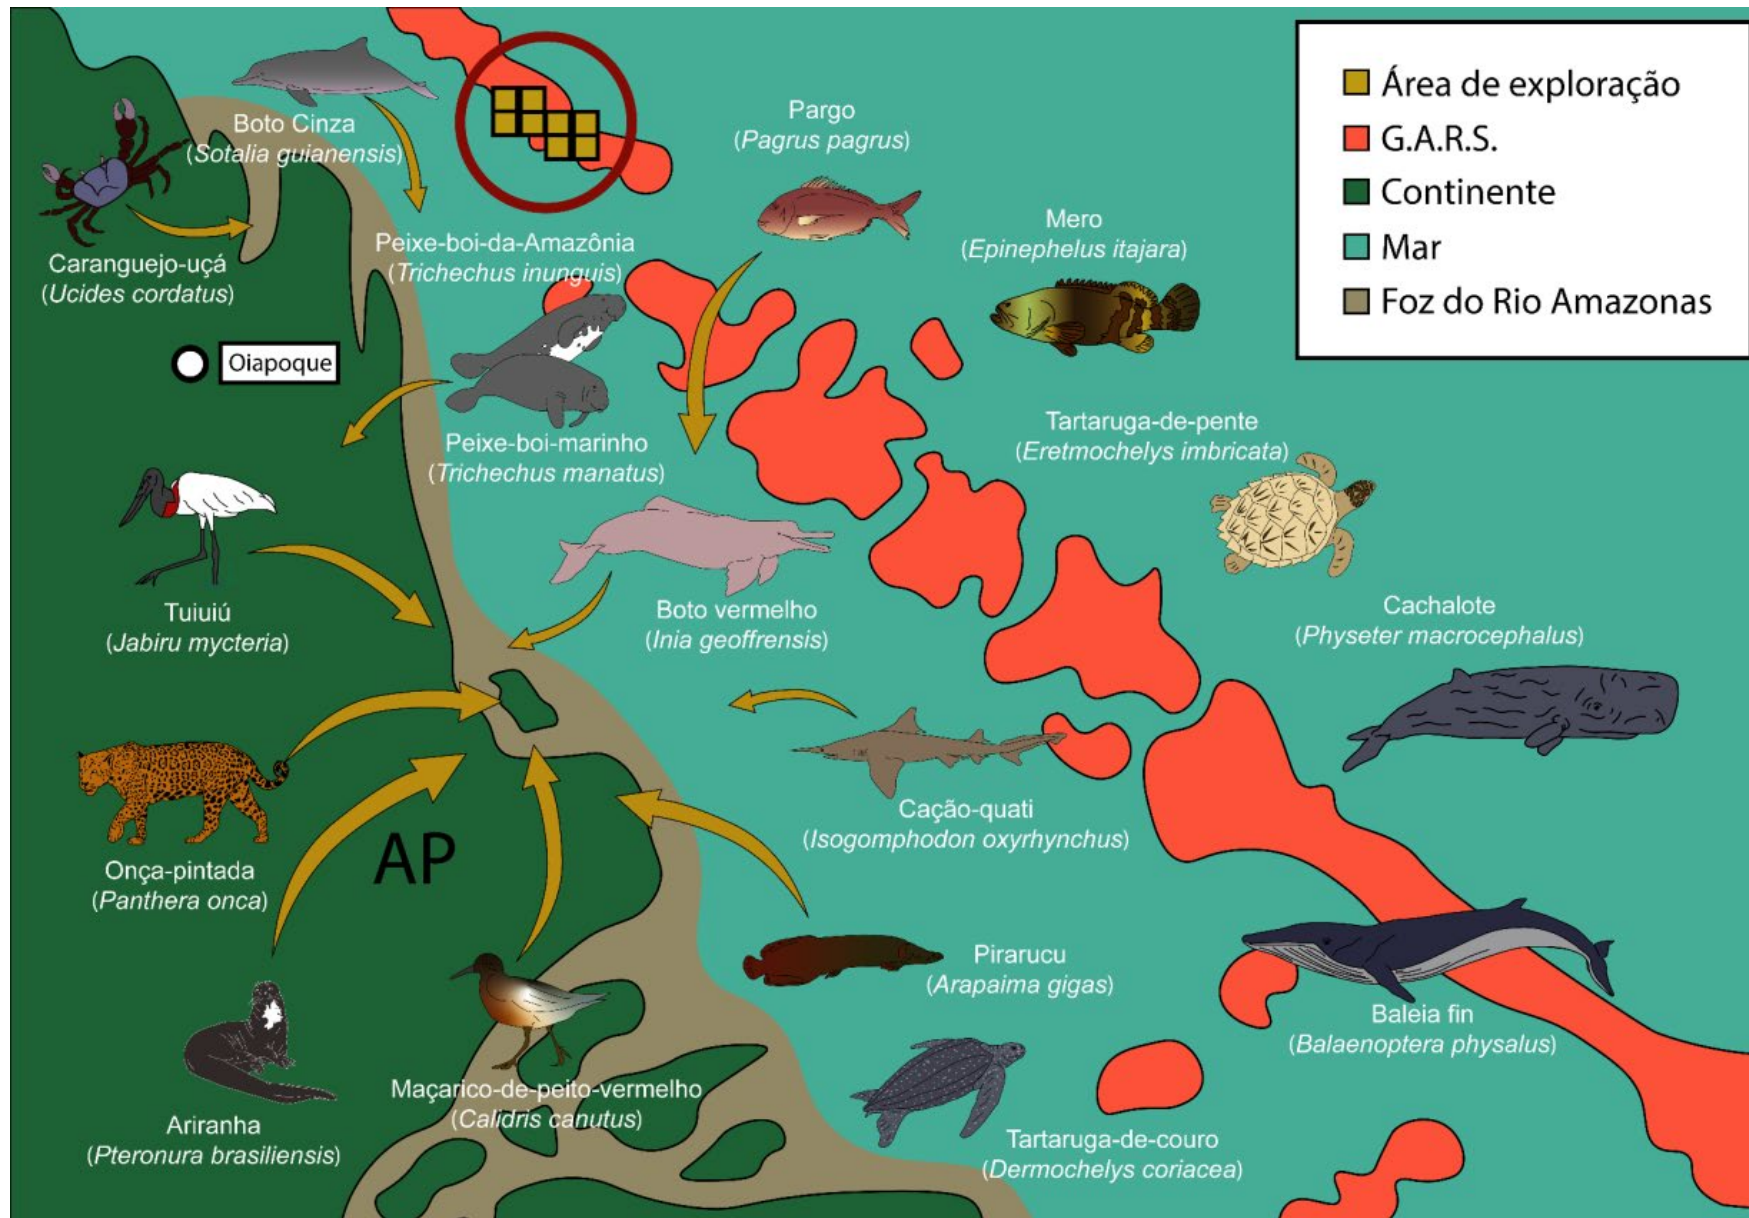 Boto Cinza
(Sotalia guianensis)
Caranguejo-uçá
(Ucides cordatus)
Pargo
(Pagrus pagrus)
Mero
(Epinephelus itajara)
Área de exploração
G.A.R.S.
Continente
Mar
Foz do Rio Amazonas
Peixe-boi-da-Amazônia
(Trichechus inunguis)
Oiapoque
Peixe-boi-marinho
(Trichechus manatus)
Tartaruga-de-pente
(Eretmochelys imbricata)
Tuiuiú
(Jabiru mycteria)
Boto vermelho
(Inia geoffrensis)
Cachalote
(Physeter macrocephalus)
Onça-pintada
(Panthera onca)
AP
Cação-quati
(Isogomphodon oxyrhynchus)
Pirarucu
(Arapaima gigas)
Baleia fin
(Balaenoptera physalus)
Ariranha
(Pteronura brasiliensis)
Maçarico-de-peito-vermelho
(Calidris canutus)
Tartaruga-de-couro
(Dermochelys coriacea)